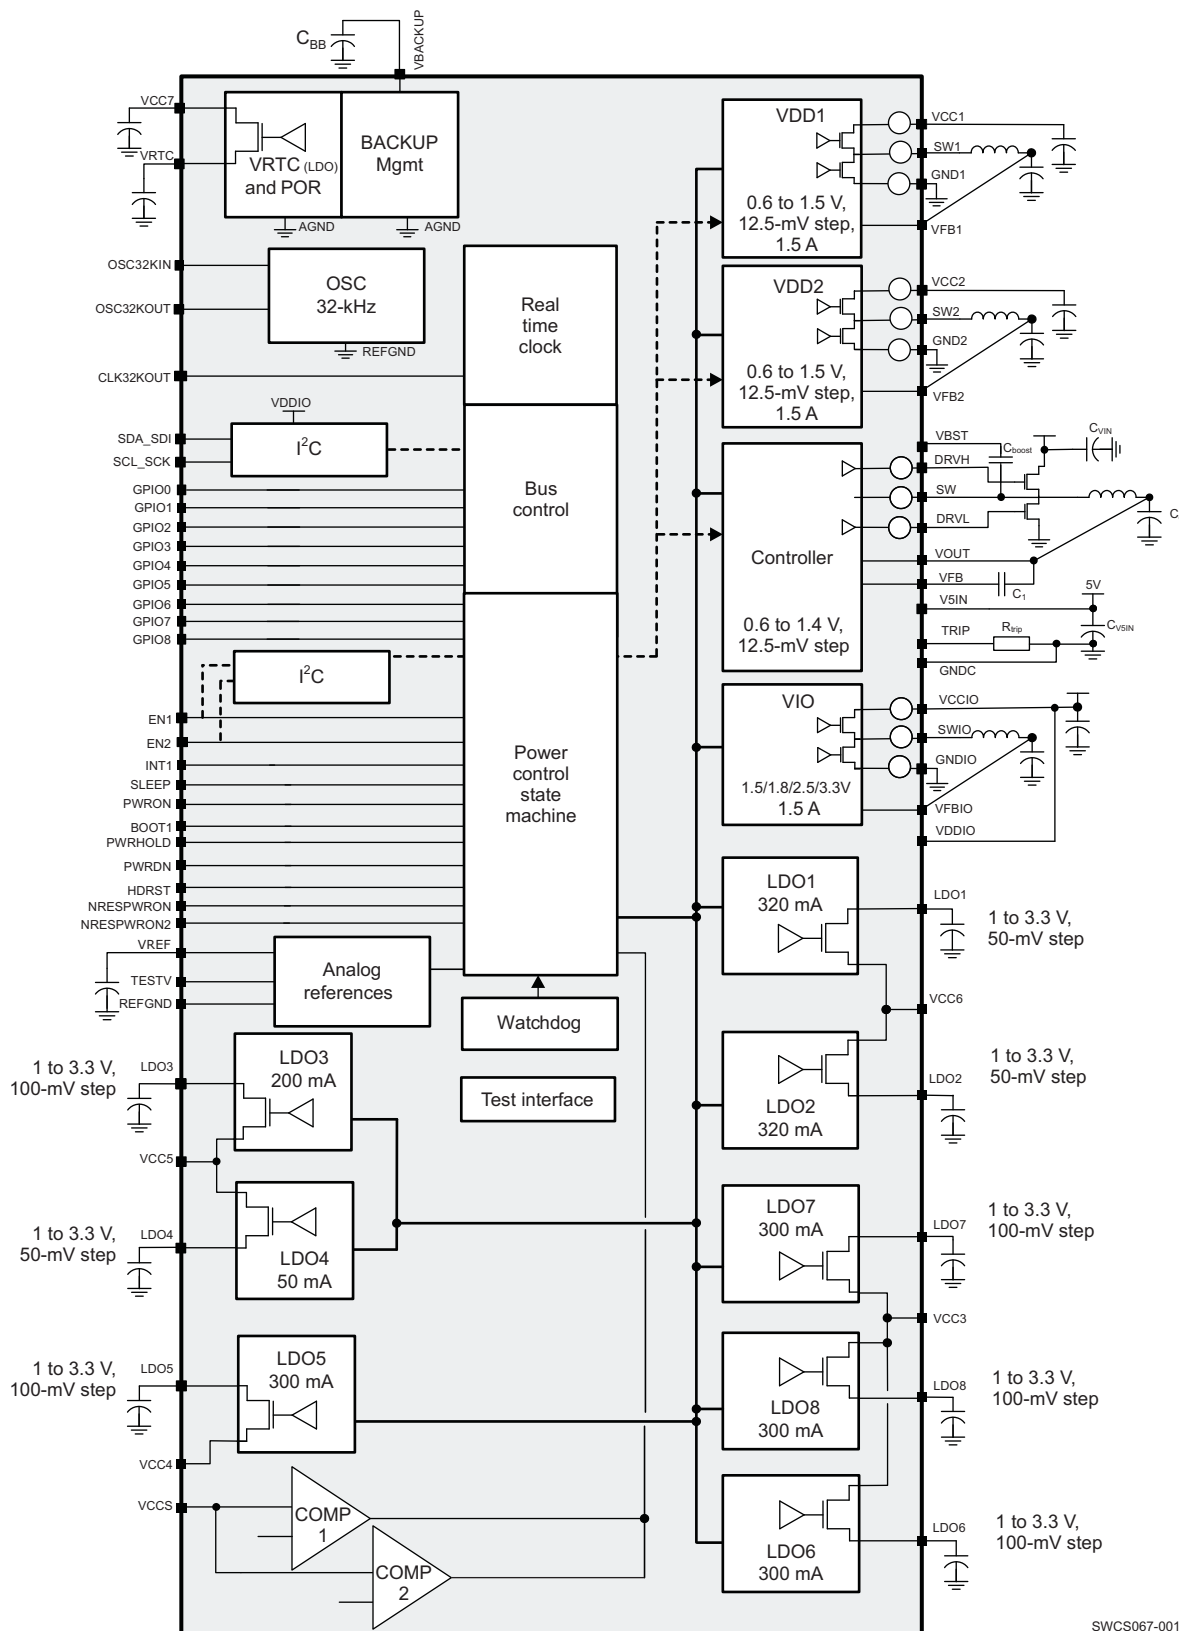 C_BB
VBACKUP
VCC7
VRTC
VRTC (LDO)
and POR
BACKUP
Mgmt
AGND
AGND
OSC32KIN
OSC32KOUT
OSC
32-kHz
REFGND
CLK32KOUT
VDDIO
SDA_SDI
SCL_SCK
I²C
GPIO0
GPIO1
GPIO2
GPIO3
GPIO4
GPIO5
GPIO6
GPIO7
GPIO8
I²C
EN1
EN2
INT1
SLEEP
PWRON
BOOT1
PWRHOLD
PWRDN
HDRST
NRESPWRON
NRESPWRON2
VREF
TESTV
REFGND
Analog
references
Real
time
clock
Bus
control
Power
control
state
machine
Watchdog
Test interface
1 to 3.3 V,
100-mV step
LDO3
LDO3
200 mA
VCC5
1 to 3.3 V,
50-mV step
LDO4
LDO4
50 mA
1 to 3.3 V,
100-mV step
LDO5
LDO5
300 mA
VCC4
VCCS
COMP
1
COMP
2
VDD1
0.6 to 1.5 V,
12.5-mV step,
1.5 A
VCC1
SW1
GND1
VFB1
VDD2
0.6 to 1.5 V,
12.5-mV step,
1.5 A
VCC2
SW2
GND2
VFB2
Controller
0.6 to 1.4 V,
12.5-mV step
VBST
C_boost
C_VIN
DRVH
SW
DRVL
VOUT
VFB
C₁
V5IN
5V
C_V5IN
TRIP
R_trip
GNDC
VIO
1.5/1.8/2.5/3.3V
1.5 A
VCCIO
SWIO
GNDIO
VFBIO
VDDIO
LDO1
320 mA
LDO1
1 to 3.3 V,
50-mV step
VCC6
LDO2
320 mA
LDO2
1 to 3.3 V,
50-mV step
LDO7
300 mA
LDO7
1 to 3.3 V,
100-mV step
VCC3
LDO8
300 mA
LDO8
1 to 3.3 V,
100-mV step
LDO6
300 mA
LDO6
1 to 3.3 V,
100-mV step
SWCS067-001